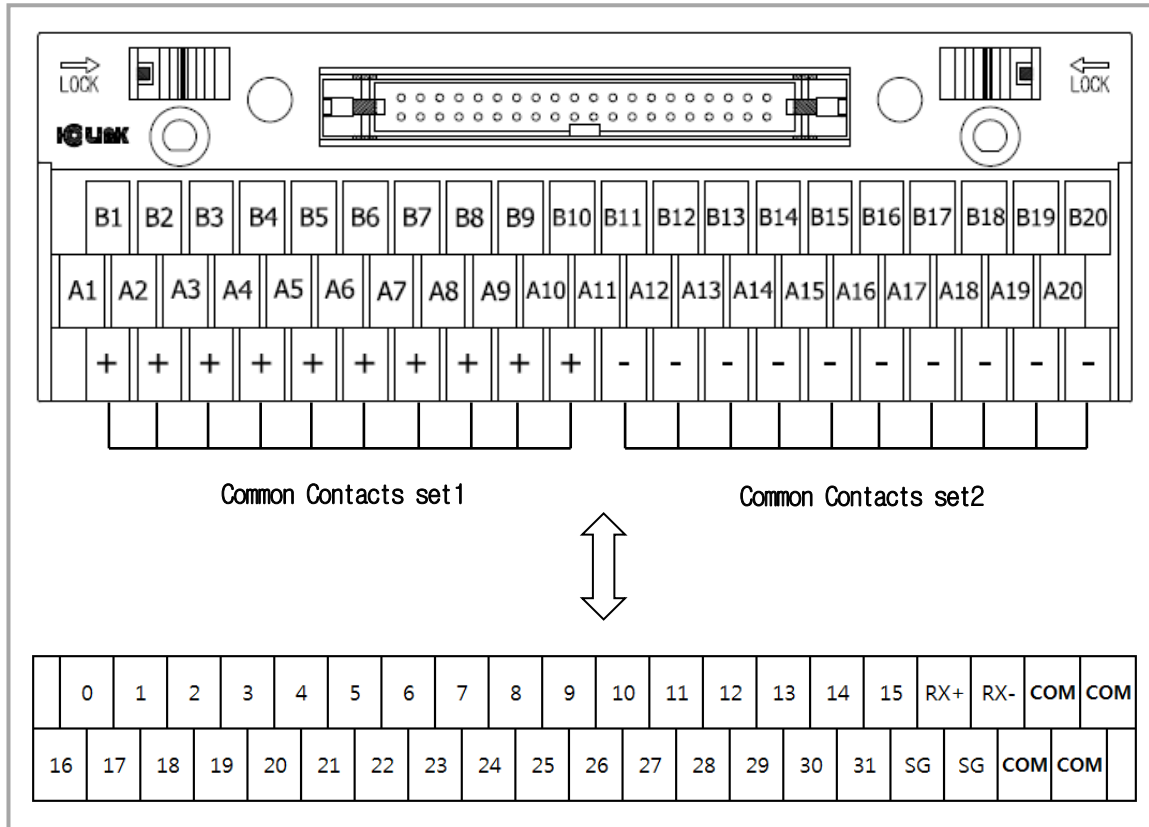 LOCK LOCK
B1 B2 B3 B4 B5 B6 B7 B8 B9 B10 B11 B12 B13 B14 B15 B16 B17 B18 B19 B20
A1 A2 A3 A4 A5 A6 A7 A8 A9 A10 A11 A12 A13 A14 A15 A16 A17 A18 A19 A20
+ + + + + + + + + + - - - - - - - - - -
Common Contacts set1 Common Contacts set2
0 1 2 3 4 5 6 7 8 9 10 11 12 13 14 15 RX+ RX- COM COM
16 17 18 19 20 21 22 23 24 25 26 27 28 29 30 31 SG SG COM COM